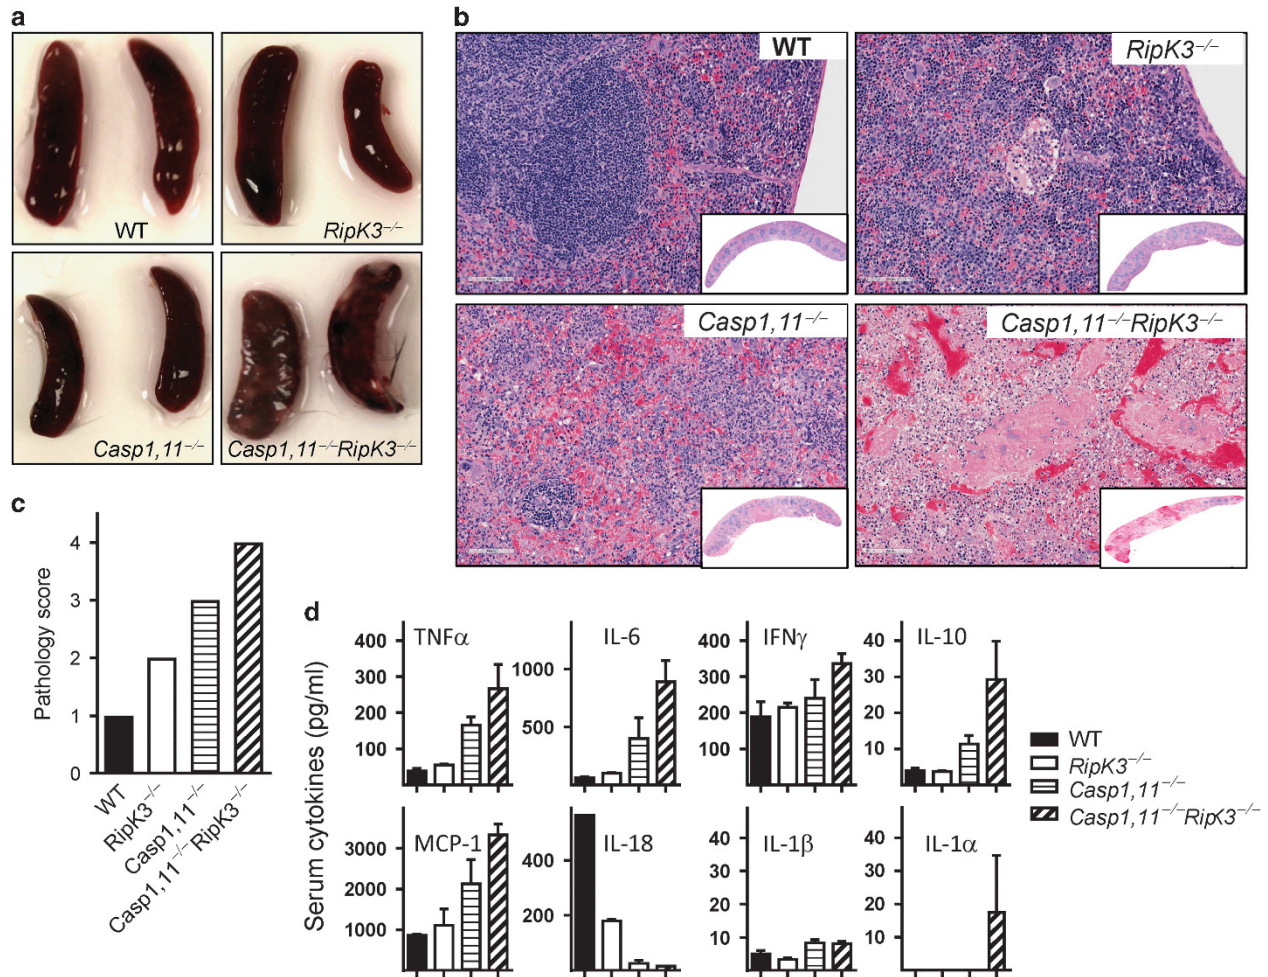 a
WT
RipK3⁻/⁻
Casp1,11⁻/⁻
Casp1,11⁻/⁻RipK3⁻/⁻
b
WT
RipK3⁻/⁻
Casp1,11⁻/⁻
Casp1,11⁻/⁻RipK3⁻/⁻
c
Pathology score
4
3
2
1
0
WT
RipK3⁻/⁻
Casp1,11⁻/⁻
Casp1,11⁻/⁻RipK3⁻/⁻
d
Serum cytokines (pg/ml)
TNFα
400
300
200
100
IL-6
1000
500
IFNγ
400
300
200
100
IL-10
40
30
20
10
MCP-1
3000
2000
1000
IL-18
400
200
IL-1β
40
30
20
10
IL-1α
40
30
20
10
WT
RipK3⁻/⁻
Casp1,11⁻/⁻
Casp1,11⁻/⁻RipK3⁻/⁻